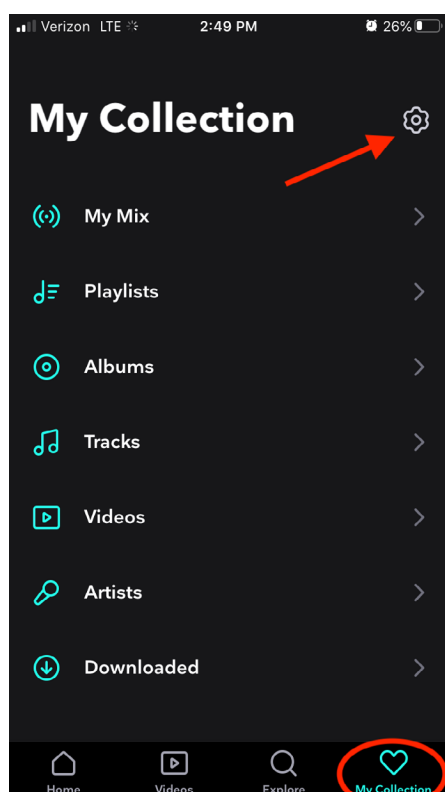 Verizon LTE 2:49 PM 26%
My Collection
My Mix
Playlists
Albums
Tracks
Videos
Artists
Downloaded
Home Videos Explore My Collection